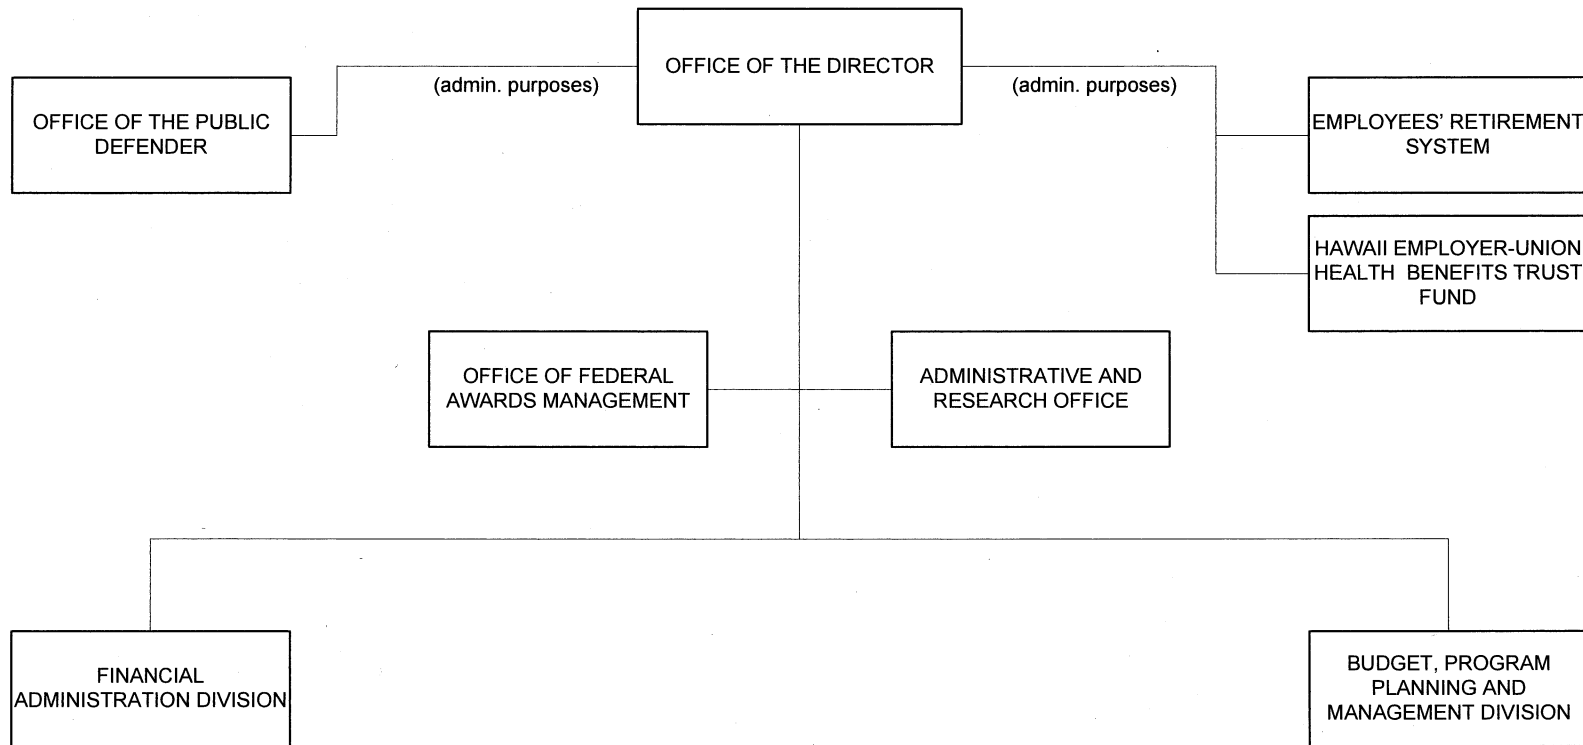 OFFICE OF THE DIRECTOR
(admin. purposes)
(admin. purposes)
OFFICE OF THE PUBLIC
DEFENDER
EMPLOYEES' RETIREMENT
SYSTEM
HAWAII EMPLOYER-UNION
HEALTH BENEFITS TRUST
FUND
OFFICE OF FEDERAL
AWARDS MANAGEMENT
ADMINISTRATIVE AND
RESEARCH OFFICE
FINANCIAL
ADMINISTRATION DIVISION
BUDGET, PROGRAM
PLANNING AND
MANAGEMENT DIVISION